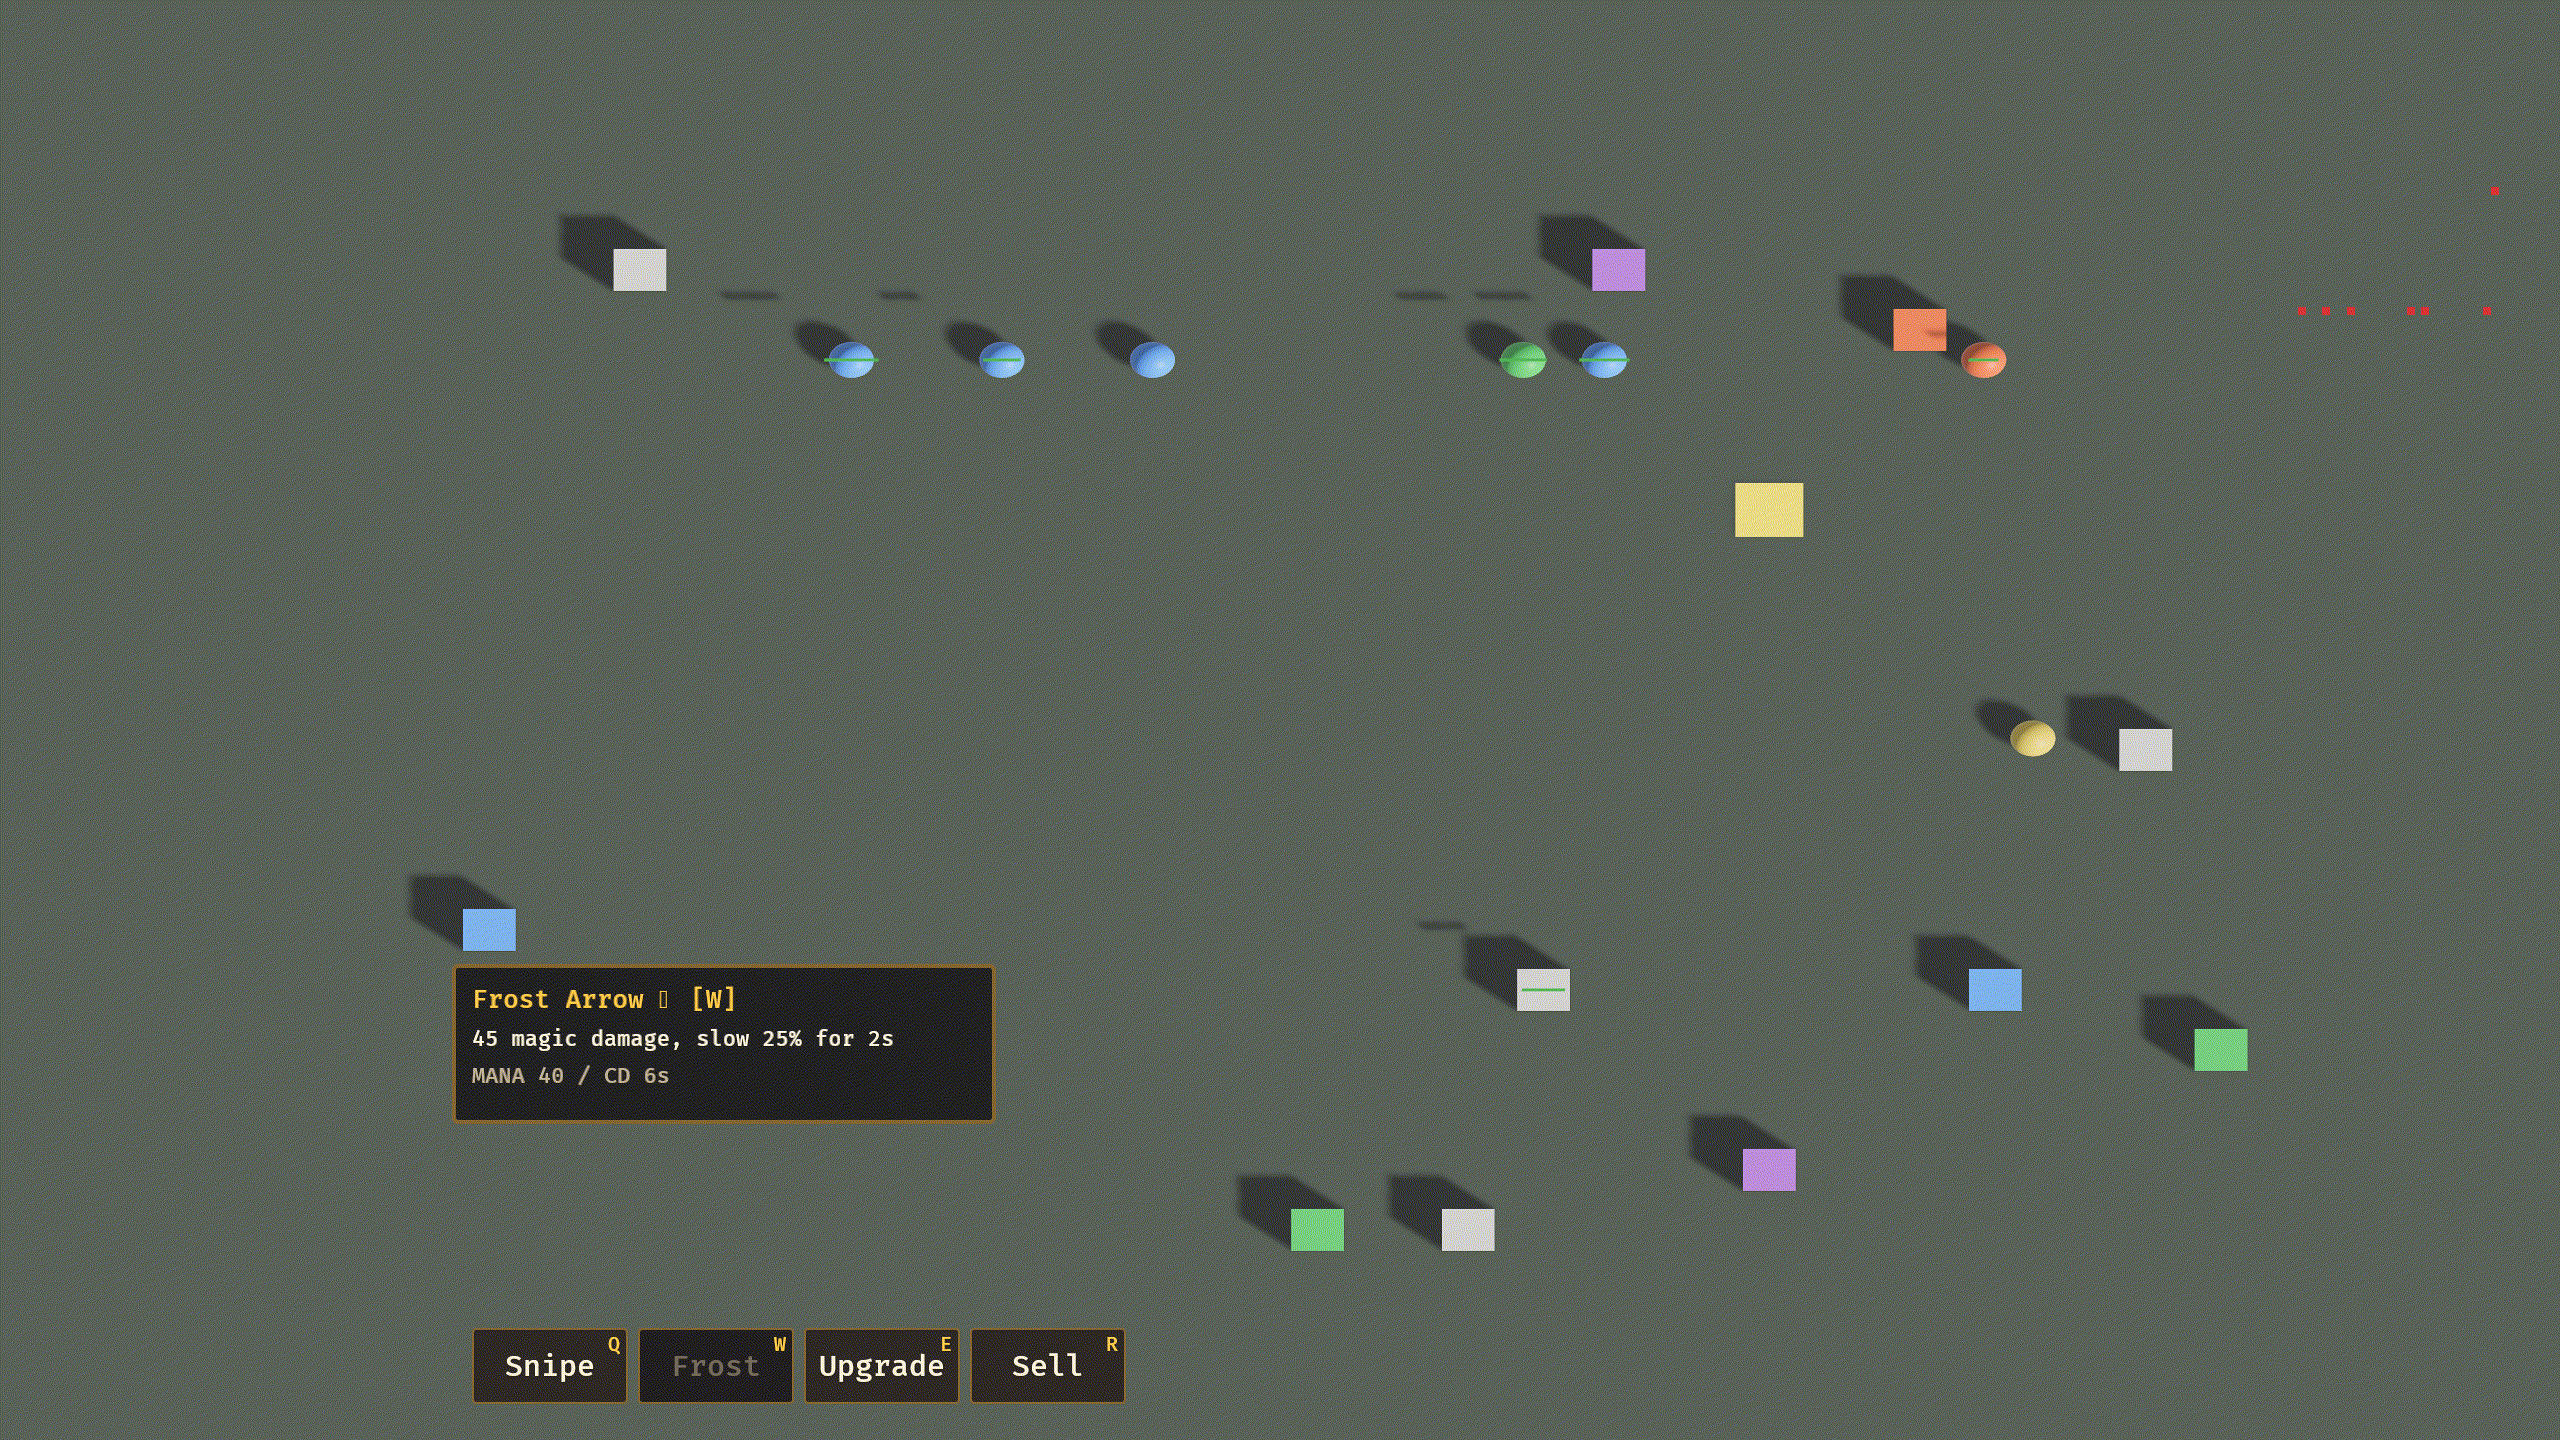 Frost Arrow [W]
45 magic damage, slow 25% for 2s
MANA 40 / CD 6s
Q W E R
Snipe Frost Upgrade Sell